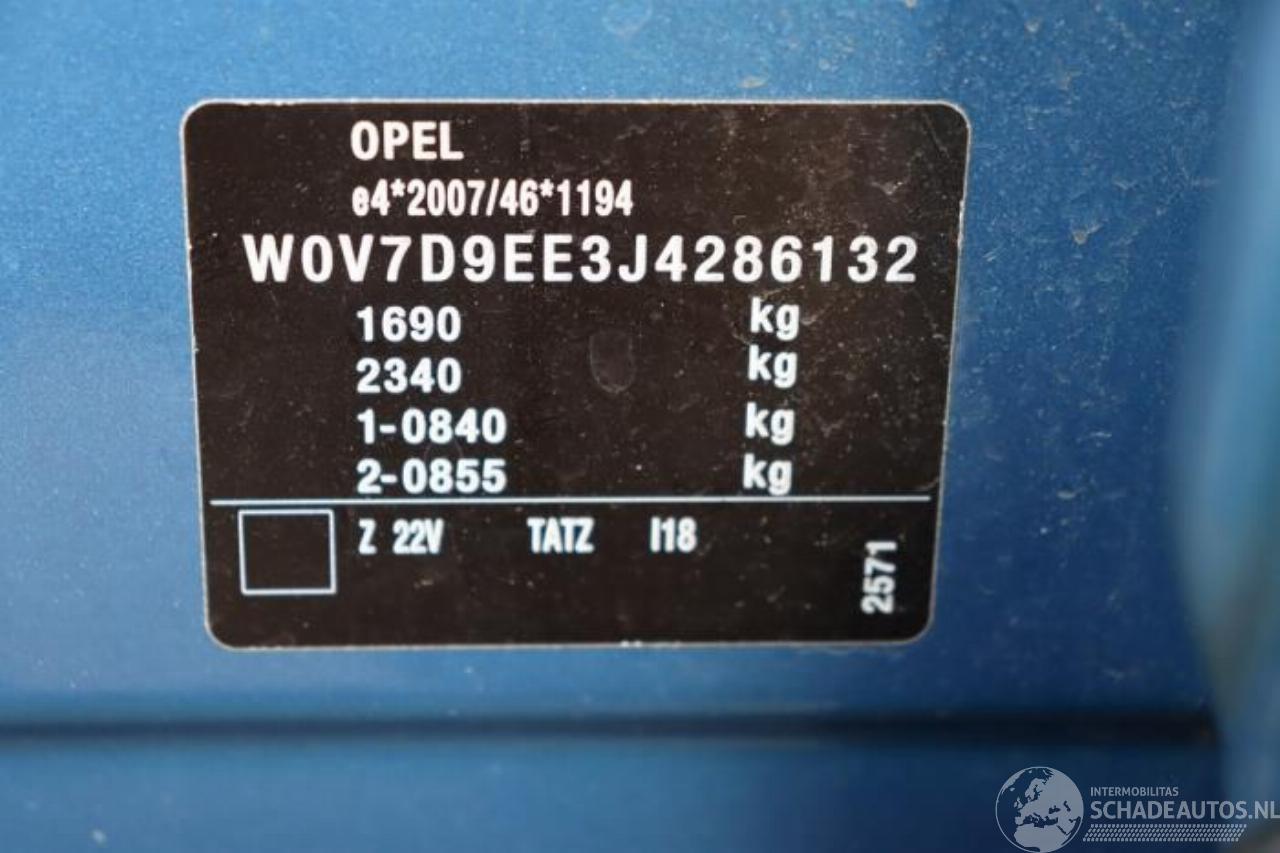 OPEL
e4*2007/46*1194
W0V7D9EE3J4286132
1690 kg
2340 kg
1-0840 kg
2-0855 kg
Z 22V TATZ I18
2571
INTERMOBILITAS
SCHADEAUTOS.NL